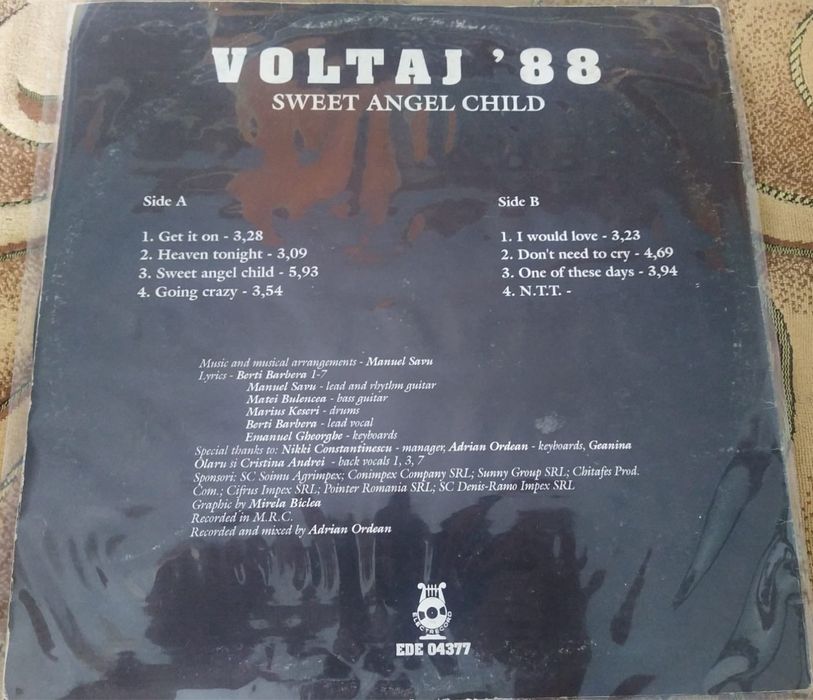 VOLTAJ '88
SWEET ANGEL CHILD
Side A
1. Get it on - 3,28
2. Heaven tonight - 3,09
3. Sweet angel child - 5,93
4. Going crazy - 3,54
Side B
1. I would love - 3,23
2. Don't need to cry - 4,69
3. One of these days - 3,94
4. N.T.T. -
Music and musical arrangements - Manuel Savu
Lyrics - Berti Barbera 1-7
Manuel Savu - lead and rhythm guitar
Matei Bulencea - bass guitar
Marius Keseri - drums
Berti Barbera - lead vocal
Emanuel Gheorghe - keyboards
Special thanks to: Nikki Constantinescu - manager, Adrian Ordean - keyboards, Geanina
Olaru si Cristina Andrei - back vocals 1, 3, 7
Sponsori: SC Soimu Agrimpex; Conimpex Company SRL; Sunny Group SRL; Chitafes Prod.
Com.; Cifrus Impex SRL; Pointer Romania SRL; SC Denis-Ramo Impex SRL
Graphic by Mirela Biclea
Recorded in M.R.C.
Recorded and mixed by Adrian Ordean
ELECTRECORD
EDE 04377